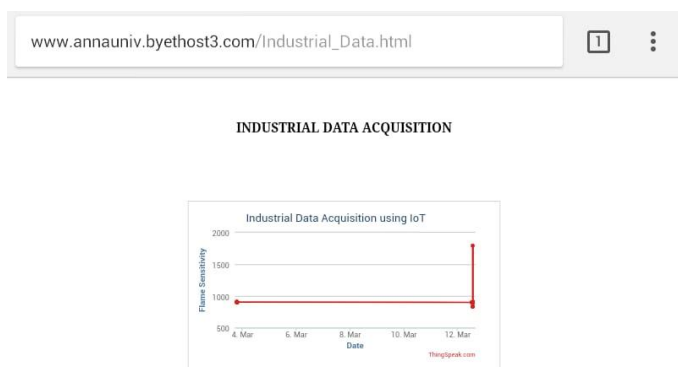 www.annauniv.byethost3.com/Industrial_Data.html
1
INDUSTRIAL DATA ACQUISITION
Industrial Data Acquisition using IoT
Flame Sensitivity
2000
1500
1000
500
4. Mar 6. Mar 8. Mar 10. Mar 12. Mar
Date
ThingSpeak.com